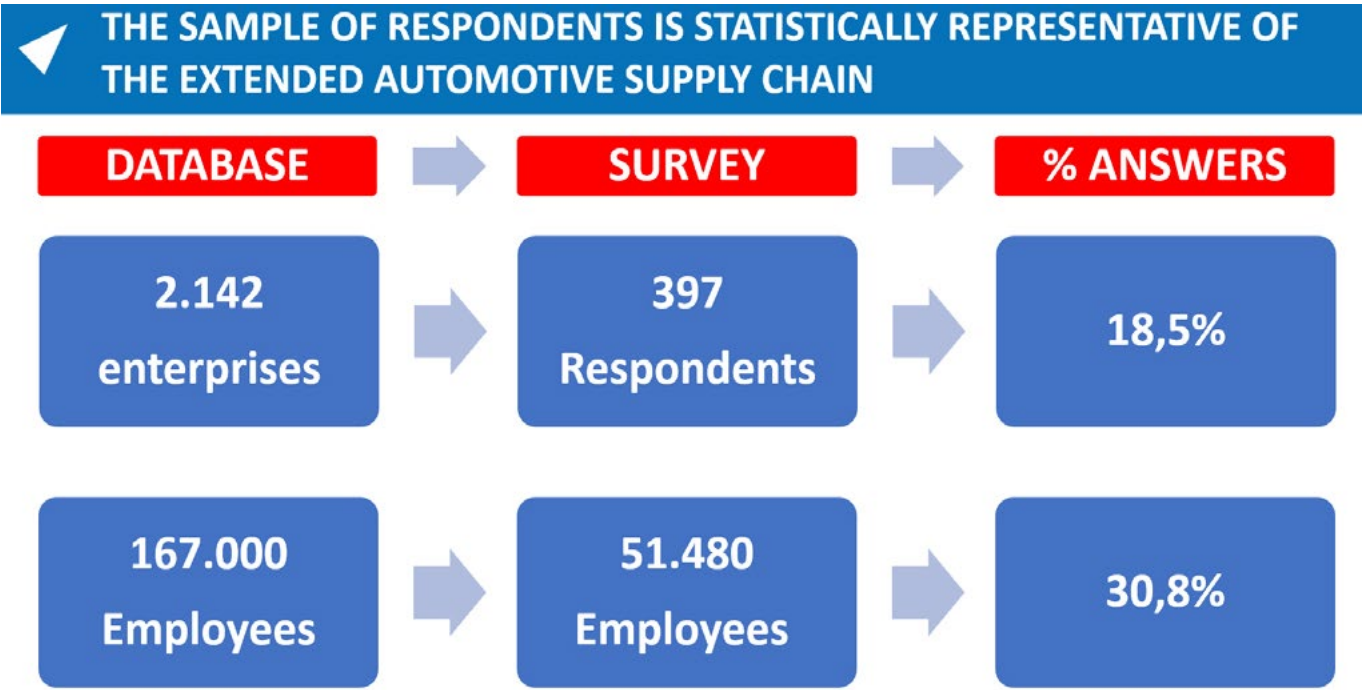 THE SAMPLE OF RESPONDENTS IS STATISTICALLY REPRESENTATIVE OF
THE EXTENDED AUTOMOTIVE SUPPLY CHAIN
DATABASE
SURVEY
% ANSWERS
2.142
enterprises
397
Respondents
18,5%
167.000
Employees
51.480
Employees
30,8%